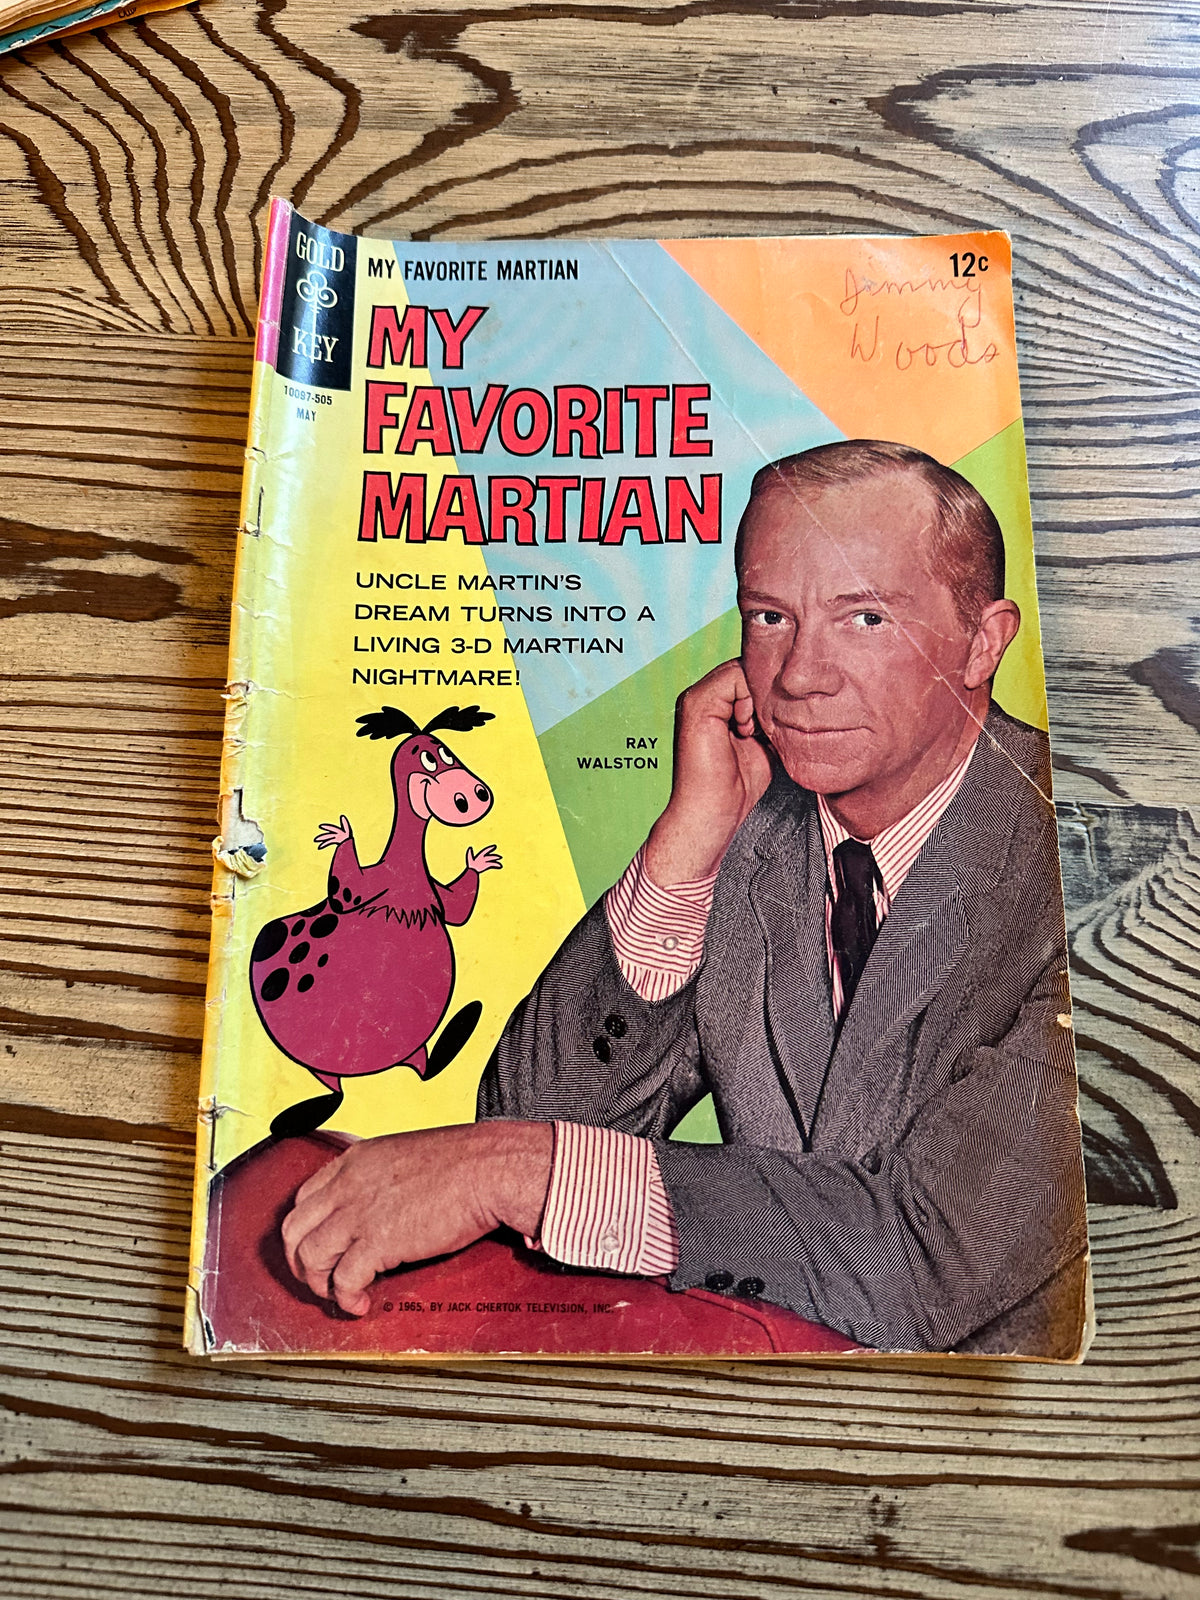 GOLD
KEY
10097-505
MAY
MY FAVORITE MARTIAN
12c
Jimmy
Woods
MY
FAVORITE
MARTIAN
UNCLE MARTIN'S
DREAM TURNS INTO A
LIVING 3-D MARTIAN
NIGHTMARE!
RAY
WALSTON
© 1965, BY JACK CHERTOK TELEVISION, INC.